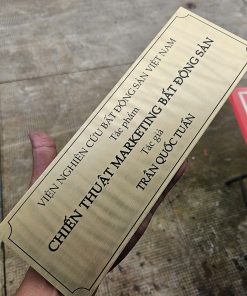 VIỆN NGHIÊN CỨU BẤT ĐỘNG SẢN VIỆT NAM
Tác phẩm
CHIẾN THUẬT MARKETING BẤT ĐỘNG SẢN
Tác giả
TRẦN QUỐC TUẤN